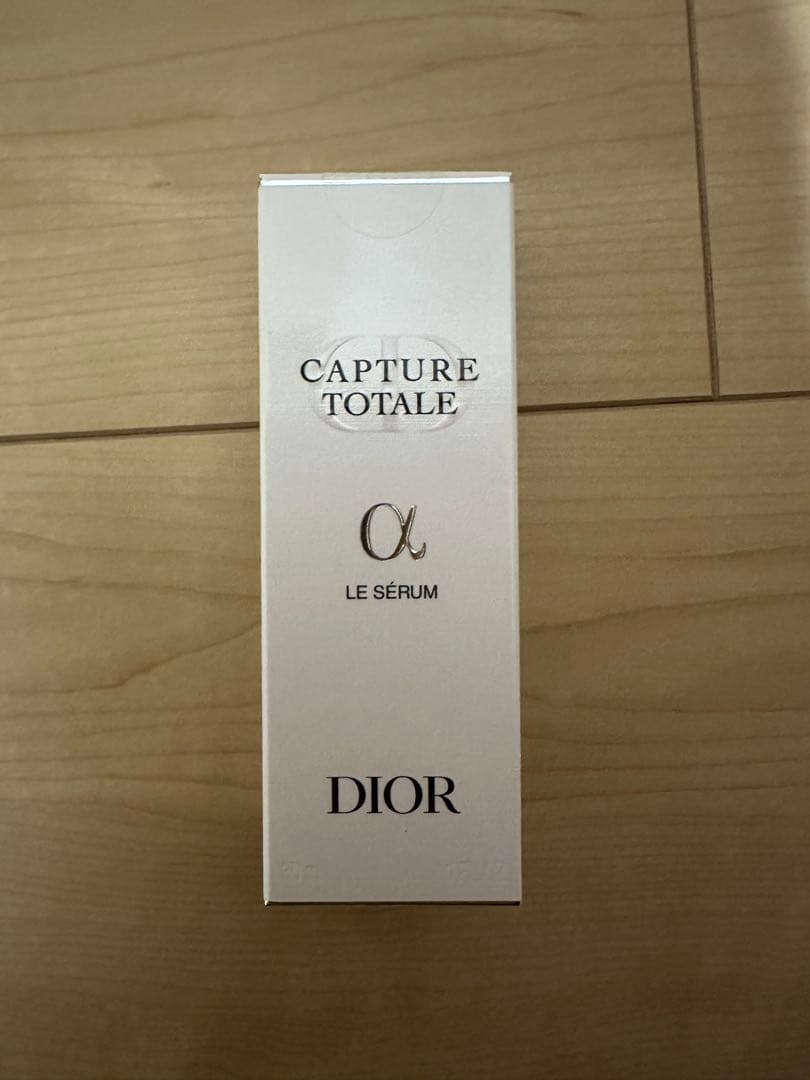 CAPTURE
TOTALE
α
LE SÉRUM
DIOR